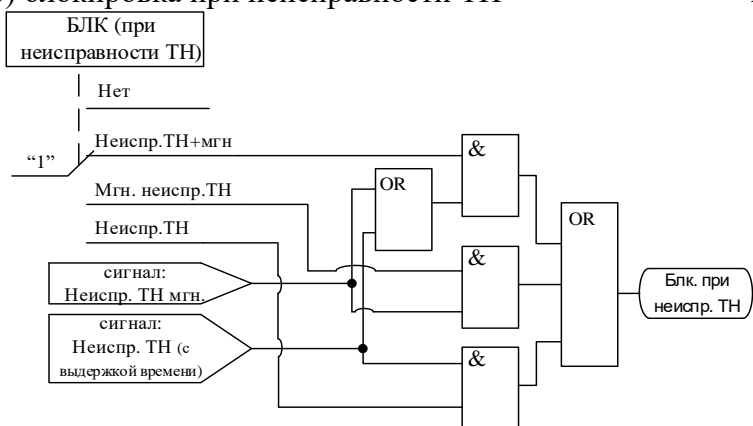 блокировка при неисправности ТН
БЛК (при
неисправности ТН)
Нет
Неиспр.ТН+мгн
“1”
Мгн. неиспр.ТН
Неиспр.ТН
сигнал:
Неиспр. ТН мгн.
сигнал:
Неиспр. ТН (с
выдержкой времени)
&
OR
&
&
OR
Блк. при
неиспр. ТН